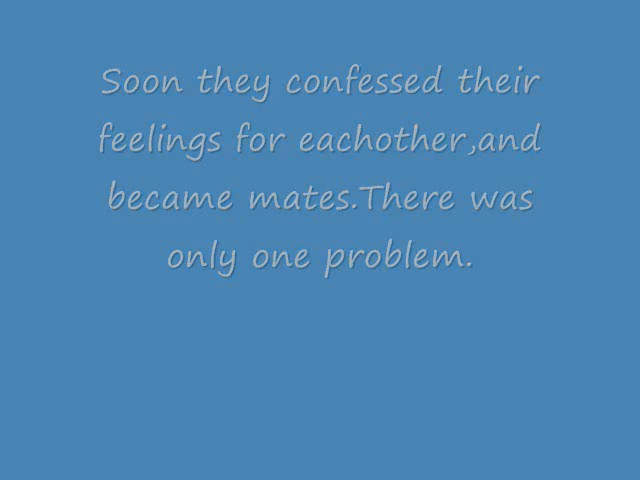 Soon they confessed their
feelings for eachother,and
became mates.There was
only one problem.